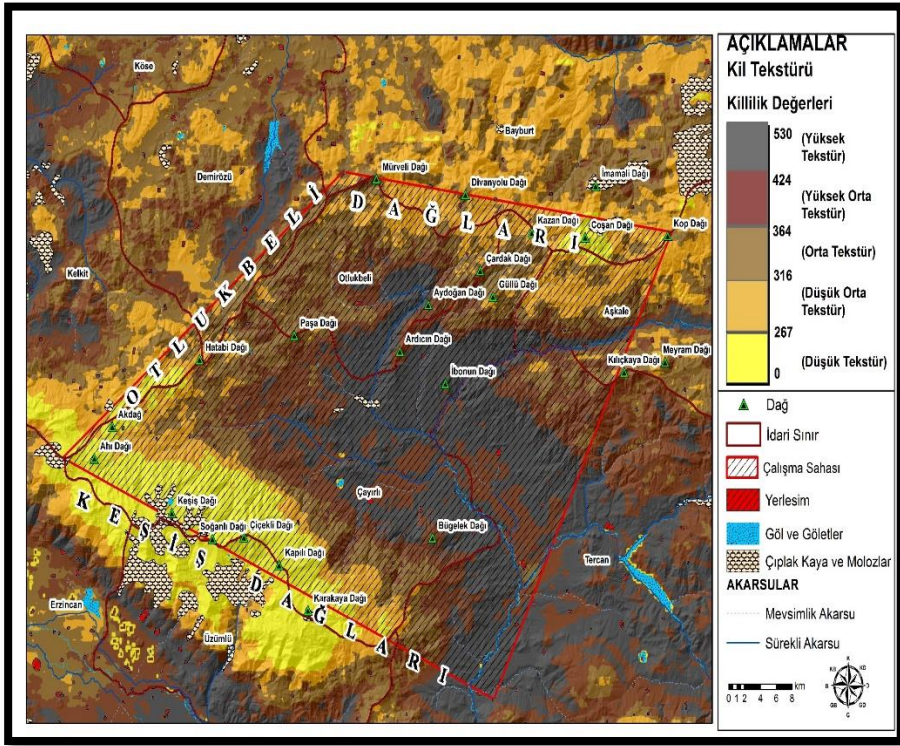 Köse
Bayburt
Mürveli Dağı
Divanyolu Dağı
İmamali Dağı
Demirözü
OTLUKBELİ DAĞLARI
Kazan Dağı
Coşan Dağı
Kop Dağı
Kelkit
Otlukbeli
Çardak Dağı
Güllü Dağı
Aydoğan Dağı
Aşkale
Paşa Dağı
Ardıcın Dağı
Hatabi Dağı
Meyram Dağı
Kılıçkaya Dağı
İbonun Dağı
Akdağ
Ahı Dağı
Çayırlı
Keşiş Dağı
KEŞİŞ DAĞLARI
Soğanlı Dağı
Çiçekli Dağı
Bügelek Dağı
Kapılı Dağı
Tercan
Erzincan
Karakaya Dağı
Üzümlü
AÇIKLAMALAR
Kil Tekstürü
Killilik Değerleri
530
(Yüksek
Tekstür)
424
(Yüksek Orta
Tekstür)
364
(Orta Tekstür)
316
(Düşük Orta
Tekstür)
267
(Düşük Tekstür)
0
Dağ
İdari Sınır
Çalışma Sahası
Yerlesim
Göl ve Göletler
Çıplak Kaya ve Molozlar
AKARSULAR
Mevsimlik Akarsu
Sürekli Akarsu
0 1 2 4 6 8 km
K
KD
D
GD
G
GB
B
KB